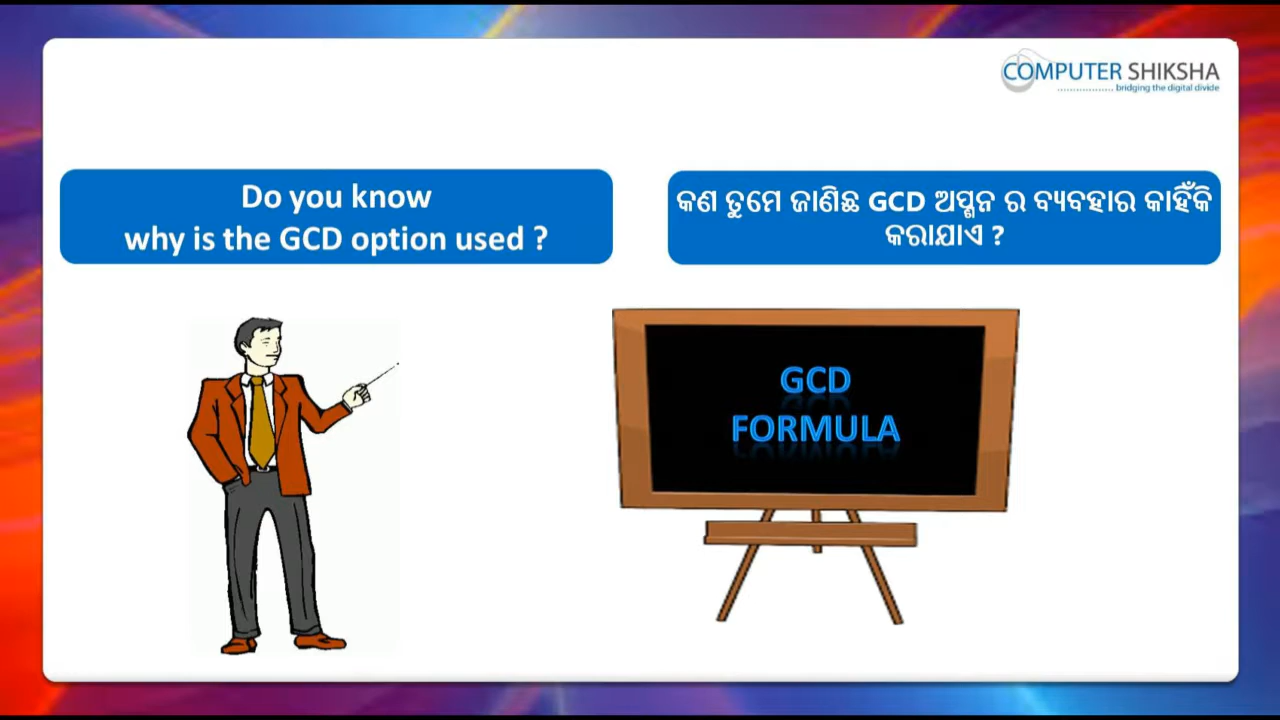 COMPUTER SHIKSHA
bridging the digital divide
Do you know
why is the GCD option used ?
କଣ ତୁମେ ଜାଣିଛ GCD ଅପ୍ଶନ ର ବ୍ୟବହାର କାହିଁକି
କରାଯାଏ ?
GCD
FORMULA